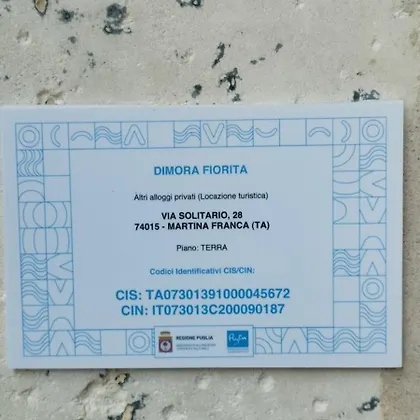 DIMORA FIORITA
Altri alloggi privati (Locazione turistica)
VIA SOLITARIO, 28
74015 - MARTINA FRANCA (TA)
Piano: TERRA
Codici Identificativi CIS/CIN:
CIS: TA07301391000045672
CIN: IT073013C200090187
REGIONE PUGLIA